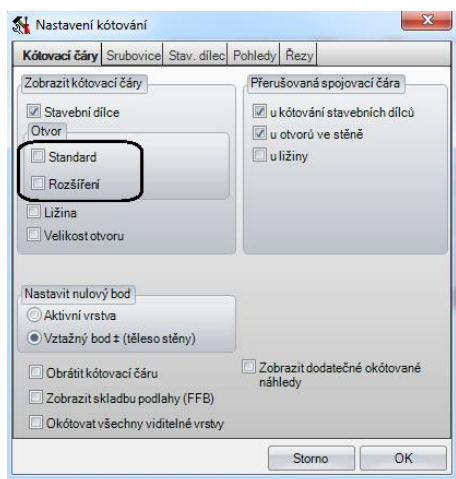 Nastavení kótování
Kótovací čáry Srubovice Stav. dílec Pohledy Řezy
Zobrazit kótovací čáry
Stavební dílce
Otvor
Standard
Rozšíření
Ližina
Velikost otvoru
Přerušovaná spojovací čára
u kótování stavebních dílců
u otvorů ve stěně
u ližiny
Nastavit nulový bod
Aktivní vrstva
Vztažný bod ± (těleso stěny)
Obrátit kótovací čáru
Zobrazit skladbu podlahy (FFB)
Okótovat všechny viditelné vrstvy
Zobrazit dodatečné okótované
náhledy
Storno OK